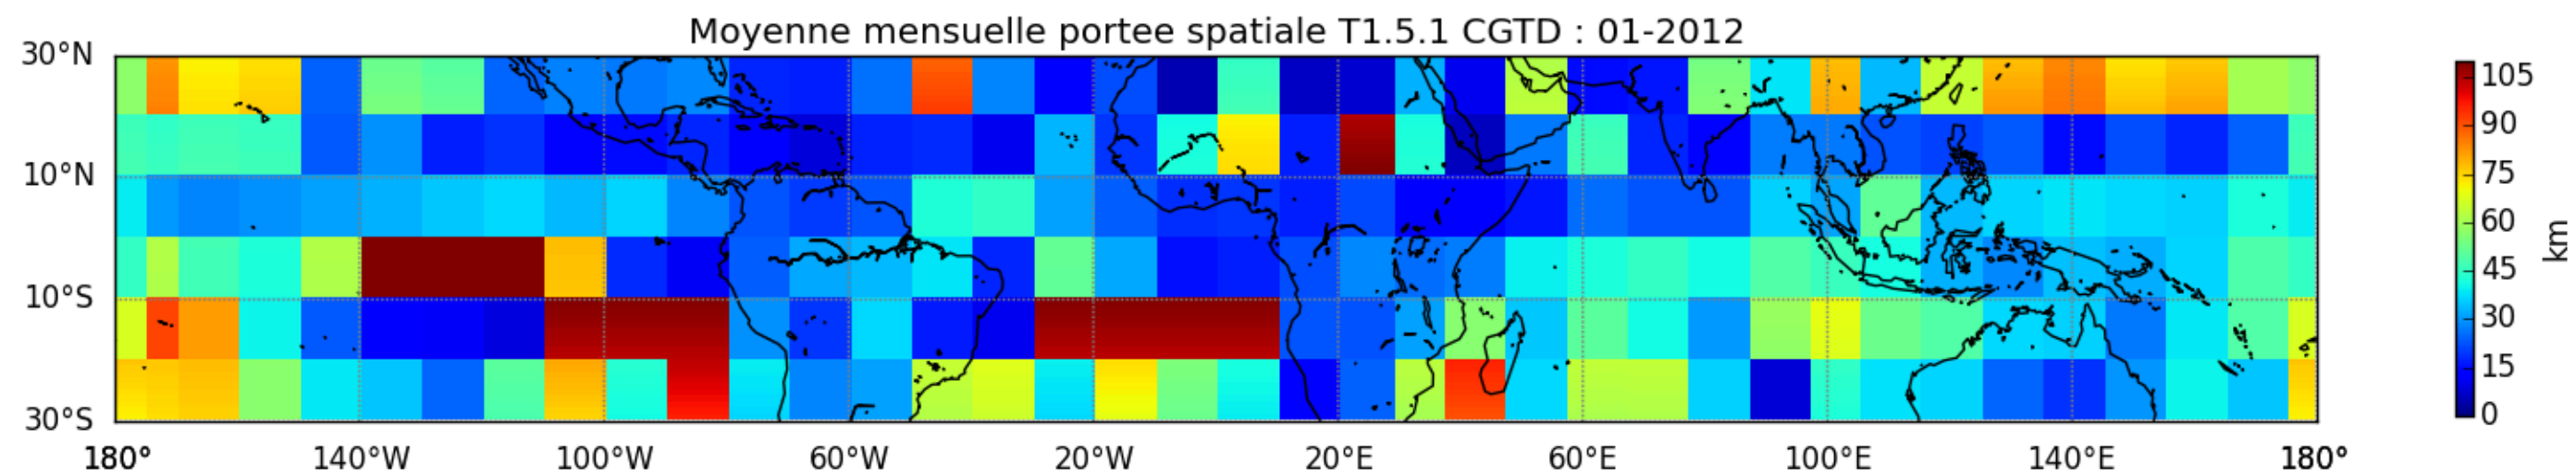 Moyenne mensuelle portee spatiale T1.5.1 CGTD : 01-2012
30°N
10°N
10°S
30°S
180° 140°W 100°W 60°W 20°W 20°E 60°E 100°E 140°E 180°
105
90
75
60
45
30
15
0
km